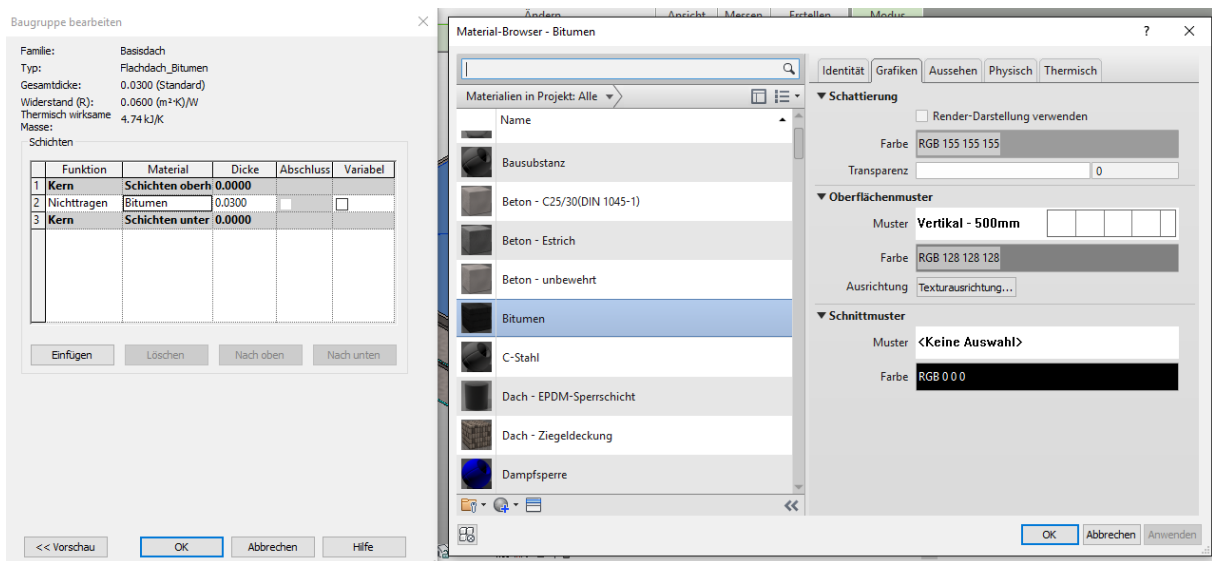 Ändern Ansicht Messen Erstellen Modus
Baugruppe bearbeiten
Familie: Basisdach
Typ: Flachdach_Bitumen
Gesamtdicke: 0.0300 (Standard)
Widerstand (R): 0.0600 (m²·K)/W
Thermisch wirksame Masse: 4.74 kJ/K
Schichten
Funktion Material Dicke Abschluss Variabel
1 Kern Schichten oberh 0.0000
2 Nichttragen Bitumen 0.0300
3 Kern Schichten unter 0.0000
Einfügen Löschen Nach oben Nach unten
<< Vorschau OK Abbrechen Hilfe
Material-Browser - Bitumen ?
Materialien in Projekt: Alle
Name
Bausubstanz
Beton - C25/30(DIN 1045-1)
Beton - Estrich
Beton - unbewehrt
Bitumen
C-Stahl
Dach - EPDM-Sperrschicht
Dach - Ziegeldeckung
Dampfsperre
Identität Grafiken Aussehen Physisch Thermisch
Schattierung
Render-Darstellung verwenden
Farbe RGB 155 155 155
Transparenz 0
Oberflächenmuster
Muster Vertikal - 500mm
Farbe RGB 128 128 128
Ausrichtung Texturausrichtung...
Schnittmuster
Muster <Keine Auswahl>
Farbe RGB 0 0 0
OK Abbrechen Anwenden